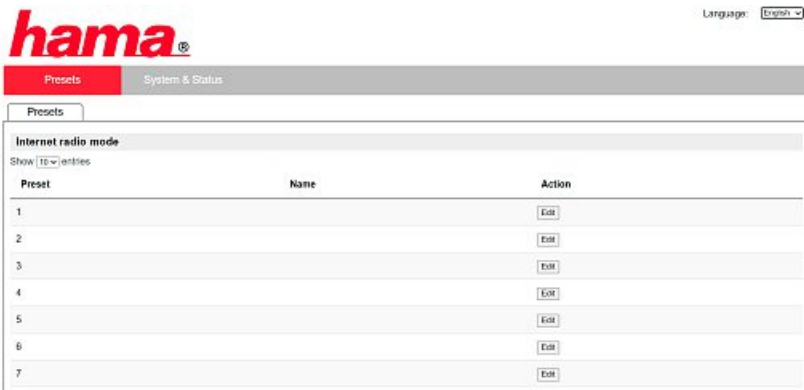 Language: English
hama®
Presets System & Status
Presets
Internet radio mode
Show 10 entries
Preset Name Action
1 Edit
2 Edit
3 Edit
4 Edit
5 Edit
6 Edit
7 Edit